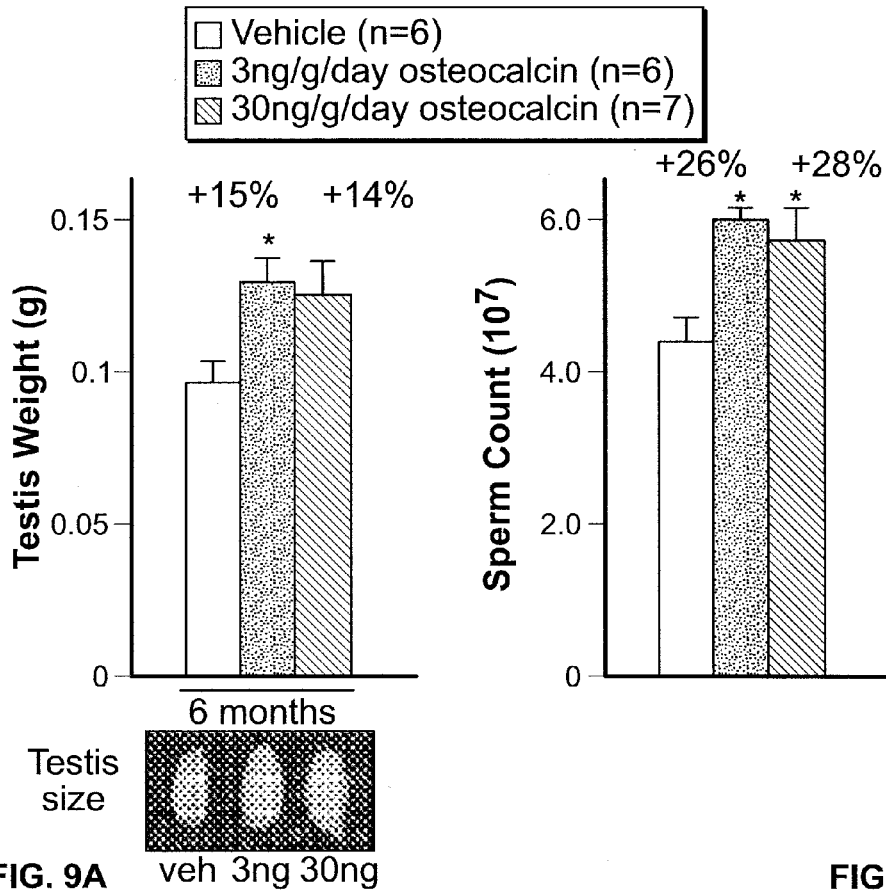 Vehicle (n=6)
3ng/g/day osteocalcin (n=6)
30ng/g/day osteocalcin (n=7)
+15% +14%
0.15
*
0.1
0.05
0
Testis Weight (g)
6 months
Testis
size
veh 3ng 30ng
FIG. 9A
+26% +28%
6.0
* *
4.0
2.0
0
Sperm Count (10⁷)
FIG